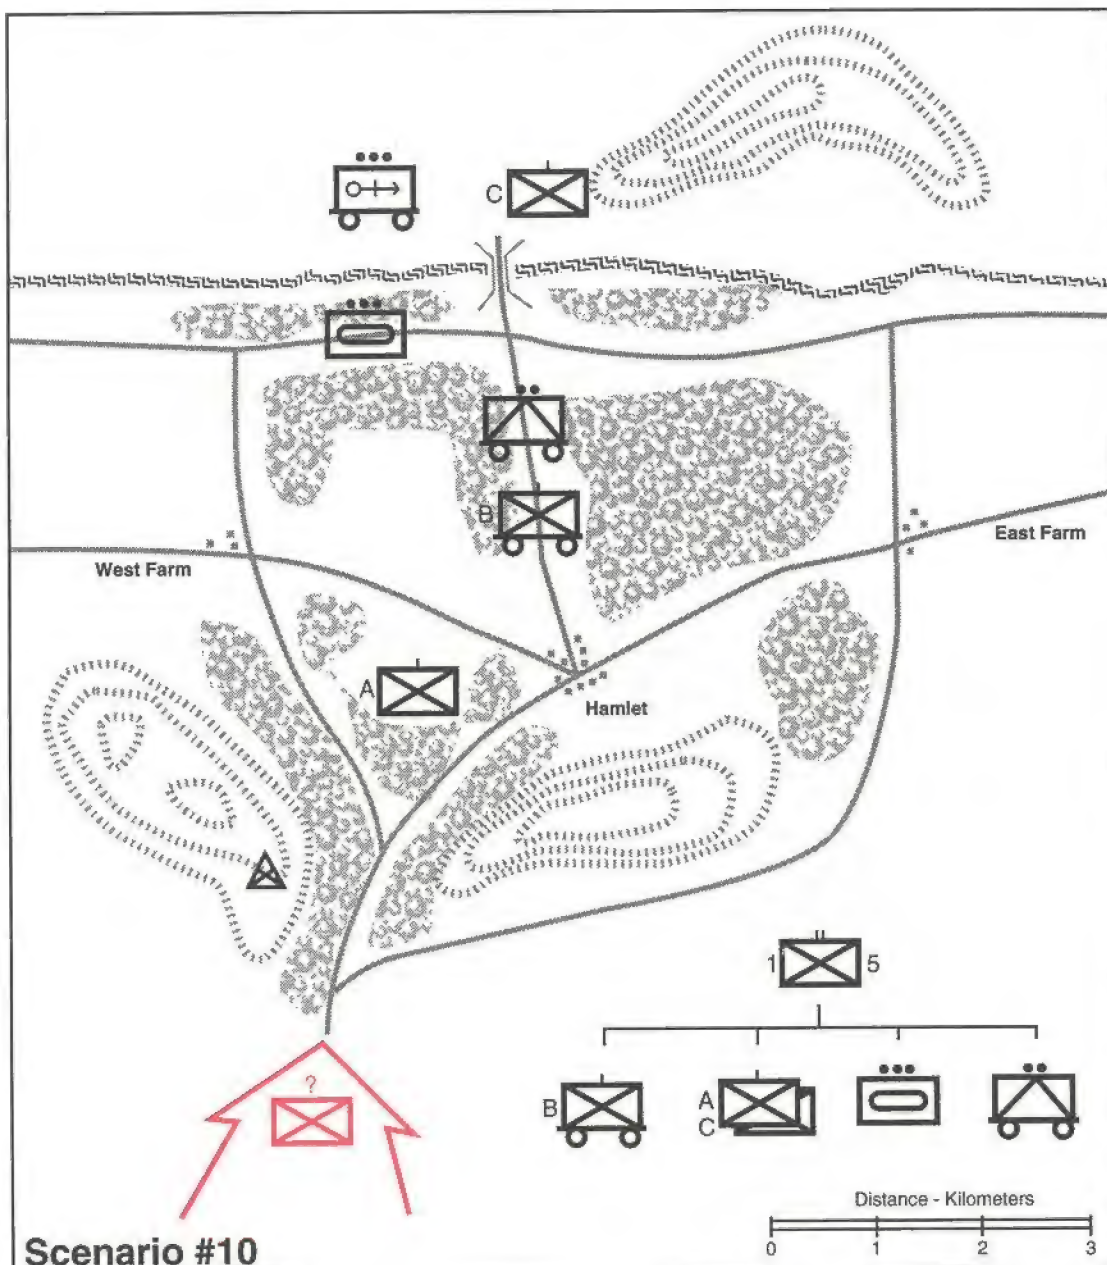 C
B
West Farm
East Farm
A
Hamlet
1 5
?
B
A
C
Distance - Kilometers
0 1 2 3
Scenario #10